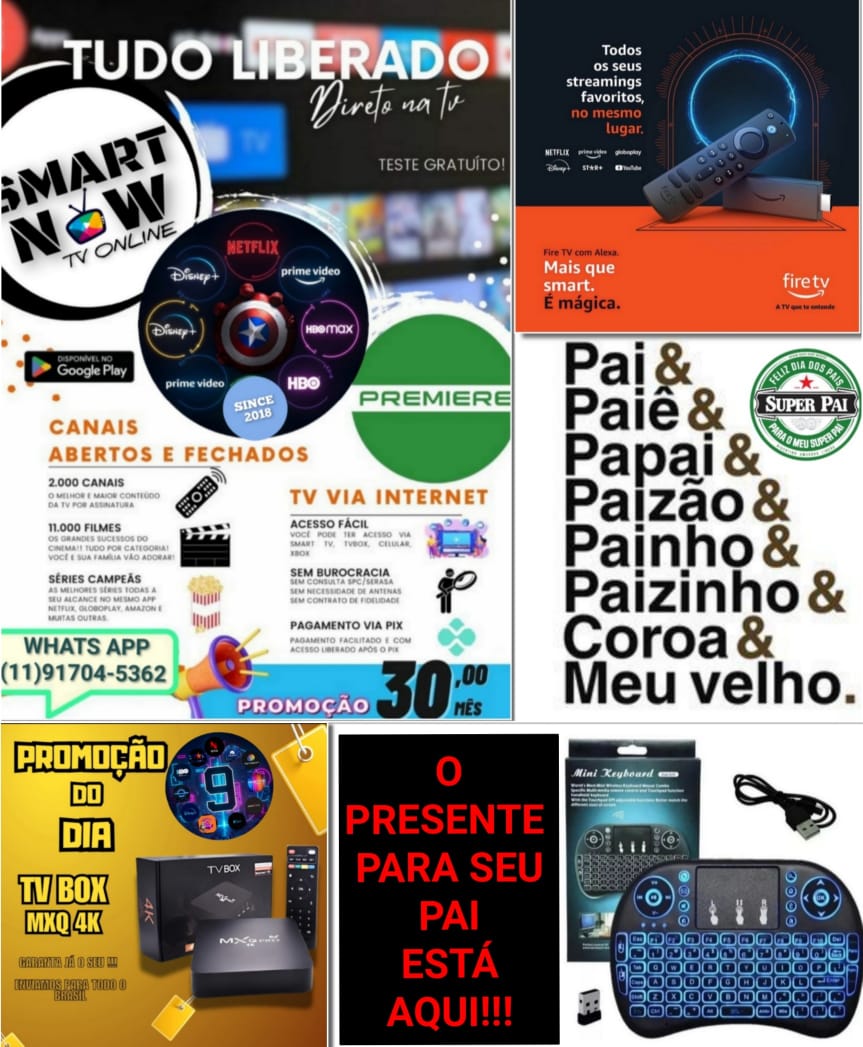 TUDO LIBERADO
Direto na tv
TESTE GRATUÍTO!
TV
SMART
NOW
TV ONLINE
NETFLIX
Disney+
prime video
Disney+
HBOmax
prime video
HBO
SINCE
2018
DISPONÍVEL NO
Google Play
PREMIERE
CANAIS
ABERTOS E FECHADOS
2.000 CANAIS
O MELHOR E MAIOR CONTEÚDO
DA TV POR ASSINATURA
11.000 FILMES
OS GRANDES SUCESSOS DO
CINEMA!! TUDO POR CATEGORIA!
VOCÊ E SUA FAMÍLIA VÃO ADORAR!
SÉRIES CAMPEÃS
AS MELHORES SÉRIES TODAS A
SEU ALCANCE NO MESMO APP
NETFLIX, GLOBOPLAY, AMAZON E
MUITAS OUTRAS.
TV VIA INTERNET
ACESSO FÁCIL
VOCÊ PODE TER ACESSO VIA
SMART TV, TVBOX, CELULAR,
XBOX
SEM BUROCRACIA
SEM CONSULTA SPC/SERASA
SEM NECESSIDADE DE ANTENAS
SEM CONTRATO DE FIDELIDADE
PAGAMENTO VIA PIX
PAGAMENTO FACILITADO E COM
ACESSO LIBERADO APÓS O PIX
WHATS APP
(11)91704-5362
PROMOÇÃO 30,00
MÊS
Todos
os seus
streamings
favoritos,
no mesmo
lugar.
NETFLIX prime video globoplay
Disney+ ST★R+ YouTube
Fire TV com Alexa.
Mais que
smart.
É mágica.
fire tv
A TV que te entende
Pai &
Paiê &
Papai &
Paizão &
Painho &
Paizinho &
Coroa &
Meu velho.
FELIZ DIA DOS PAIS
SUPER PAI
PARA O MEU SUPER PAI
PROMOÇÃO
DO
DIA
9
TV BOX
MXQ 4K
GARANTA JÁ O SEU !!!
ENVIAMOS PARA TODO O
BRASIL
TV BOX
4K
MXQ PRO
O
PRESENTE
PARA SEU
PAI
ESTÁ
AQUI!!!
Mini Keyboard